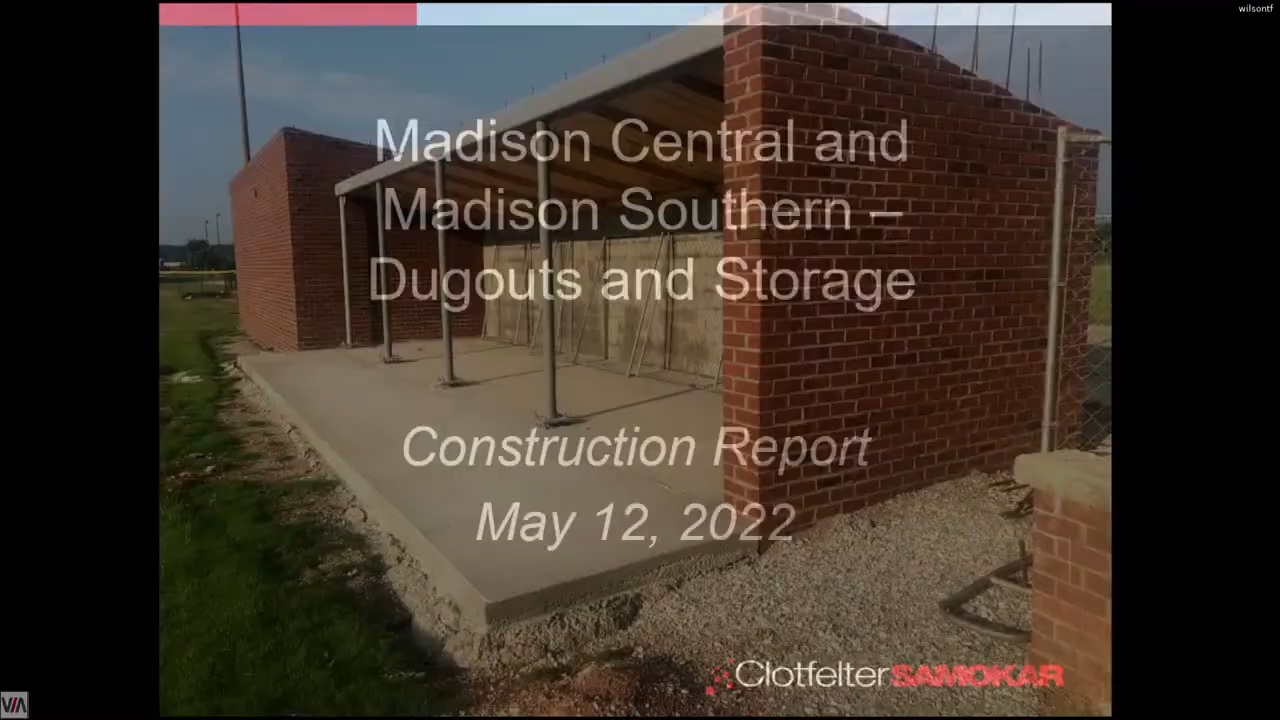 wilsontf
Madison Central and
Madison Southern –
Dugouts and Storage
Construction Report
May 12, 2022
ClotfelterSAMOKAR
VIA